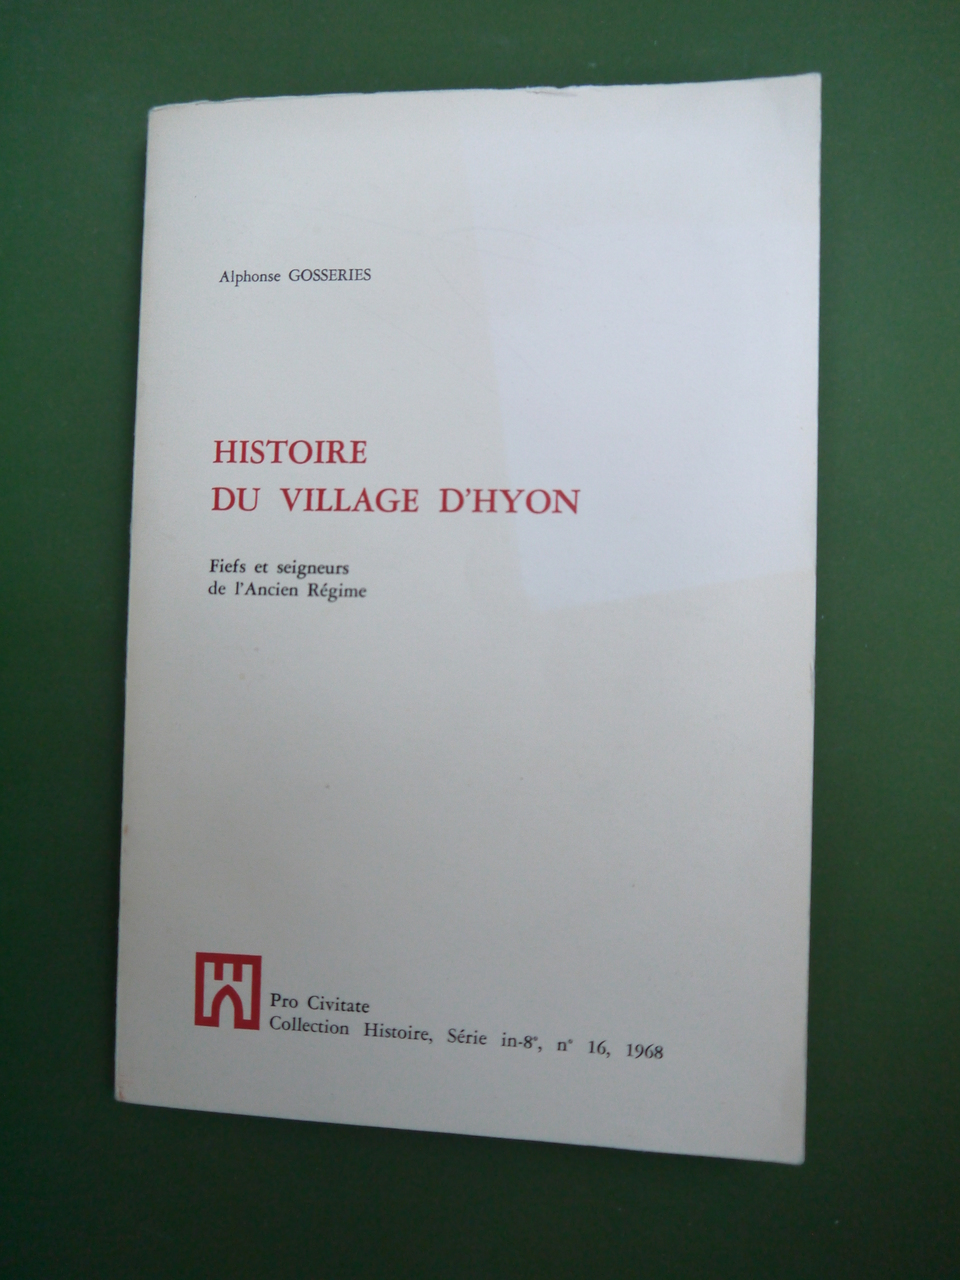 Alphonse GOSSERIES
HISTOIRE
DU VILLAGE D'HYON
Fiefs et seigneurs
de l'Ancien Régime
Pro Civitate
Collection Histoire, Série in-8°, n° 16, 1968